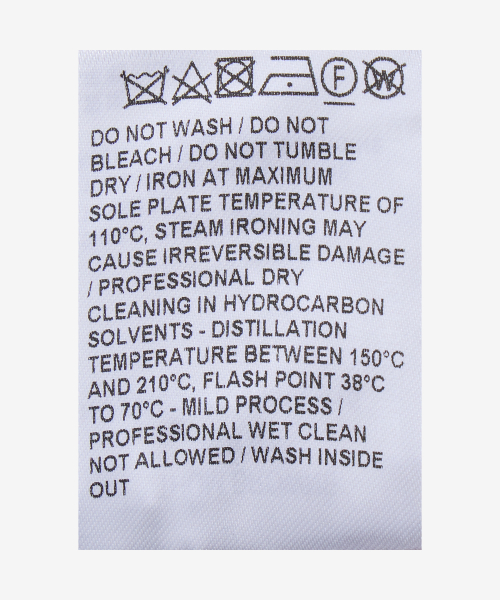 F W
DO NOT WASH / DO NOT
BLEACH / DO NOT TUMBLE
DRY / IRON AT MAXIMUM
SOLE PLATE TEMPERATURE OF
110°C, STEAM IRONING MAY
CAUSE IRREVERSIBLE DAMAGE
/ PROFESSIONAL DRY
CLEANING IN HYDROCARBON
SOLVENTS - DISTILLATION
TEMPERATURE BETWEEN 150°C
AND 210°C, FLASH POINT 38°C
TO 70°C - MILD PROCESS /
PROFESSIONAL WET CLEAN
NOT ALLOWED / WASH INSIDE
OUT